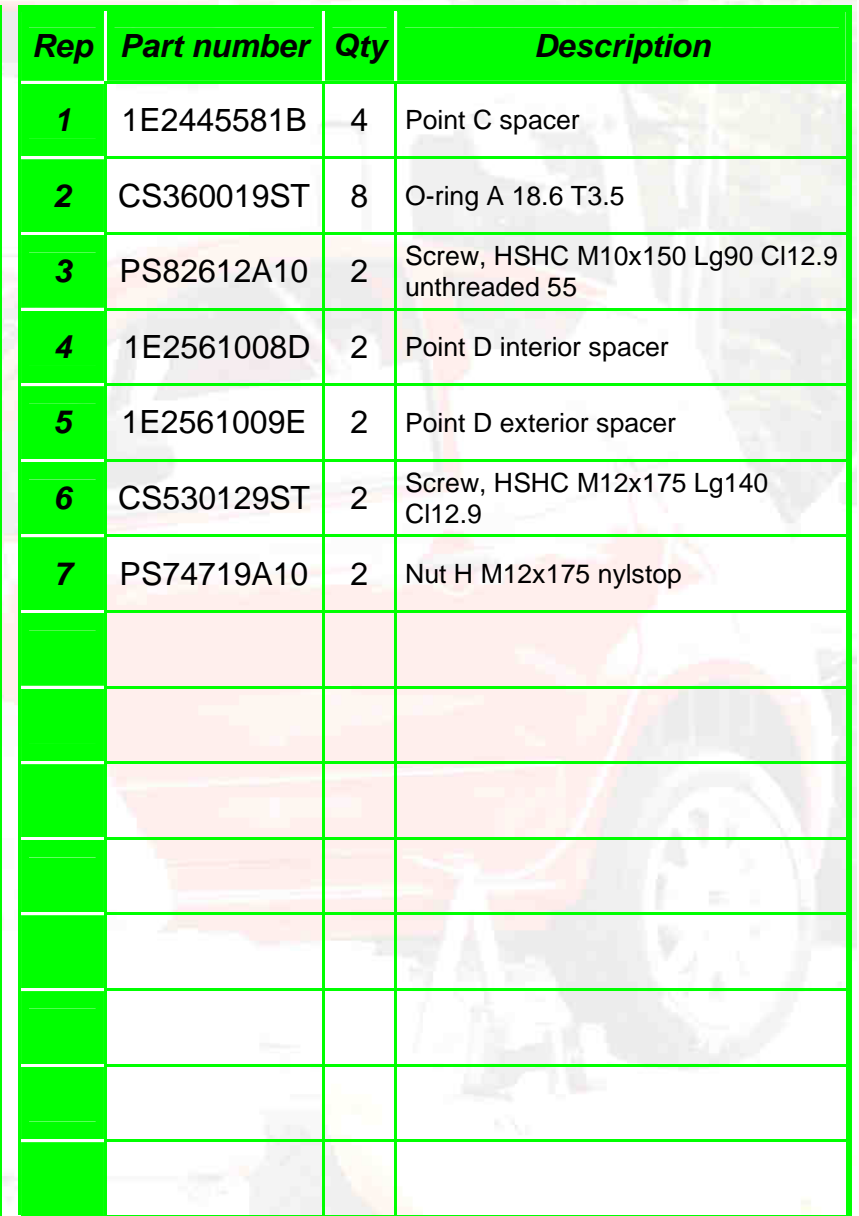 Rep Part number Qty Description
1 1E2445581B 4 Point C spacer
2 CS360019ST 8 O-ring A 18.6 T3.5
3 PS82612A10 2 Screw, HSHC M10x150 Lg90 Cl12.9
unthreaded 55
4 1E2561008D 2 Point D interior spacer
5 1E2561009E 2 Point D exterior spacer
6 CS530129ST 2 Screw, HSHC M12x175 Lg140
Cl12.9
7 PS74719A10 2 Nut H M12x175 nylstop